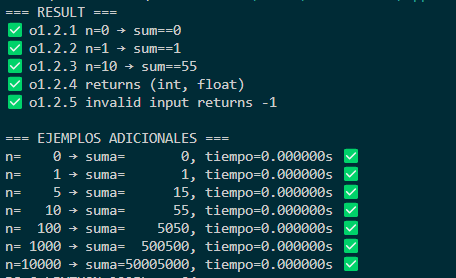 === RESULT ===
✅ o1.2.1 n=0 → sum==0
✅ o1.2.2 n=1 → sum==1
✅ o1.2.3 n=10 → sum==55
✅ o1.2.4 returns (int, float)
✅ o1.2.5 invalid input returns -1
=== EJEMPLOS ADICIONALES ===
n=    0 → suma=       0, tiempo=0.000000s ✅
n=    1 → suma=       1, tiempo=0.000000s ✅
n=    5 → suma=      15, tiempo=0.000000s ✅
n=   10 → suma=      55, tiempo=0.000000s ✅
n=  100 → suma=    5050, tiempo=0.000000s ✅
n= 1000 → suma=  500500, tiempo=0.000000s ✅
n=10000 → suma=50005000, tiempo=0.000000s ✅